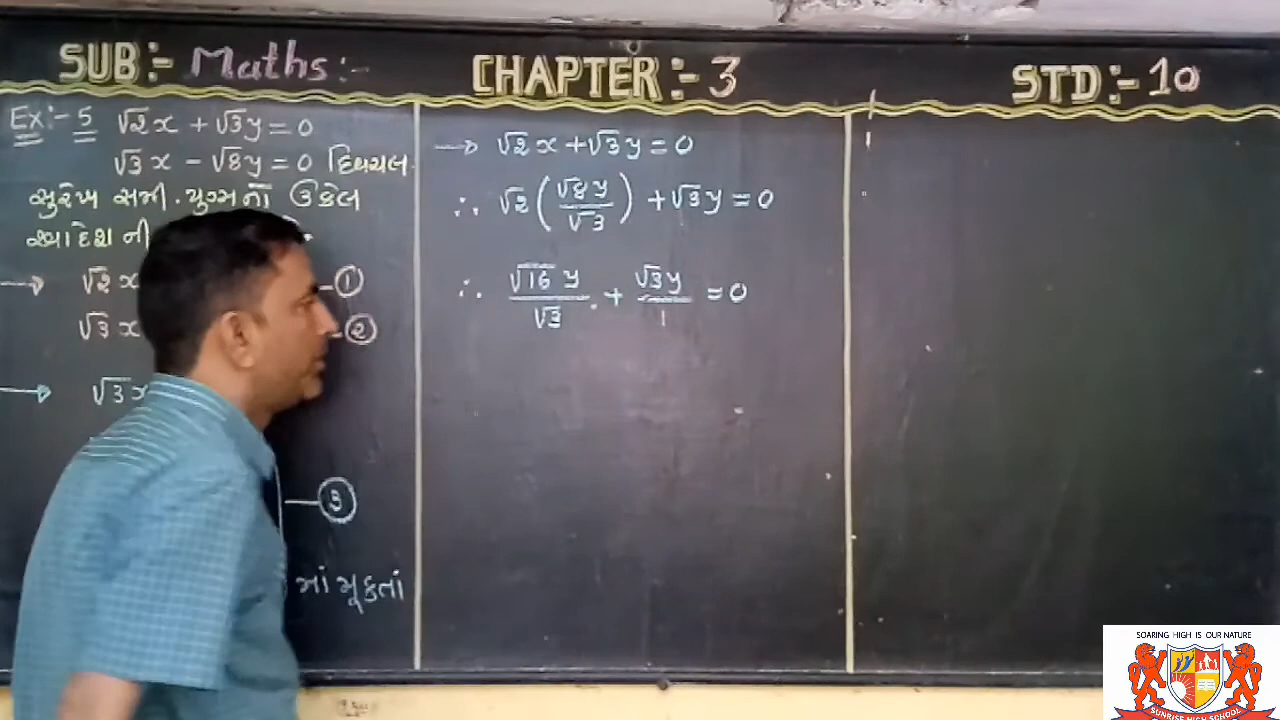 SUB:- Maths:-
CHAPTER:- 3
STD:- 10
Ex:- 5 √2x + √3y = 0
√3x - √8y = 0 દ્વિચલ
સુરેખ સમી. યુગ્મનો ઉકેલ
આદેશ ની
→ √2x ①
√3x ②
→ √3x
— ③
માં મૂકતાં
→ √2x + √3y = 0
∴ √2(√8y/√3) + √3y = 0
∴ √16y/√3 + √3y/1 = 0
SOARING HIGH IS OUR NATURE
SUNRISE HIGH SCHOOL